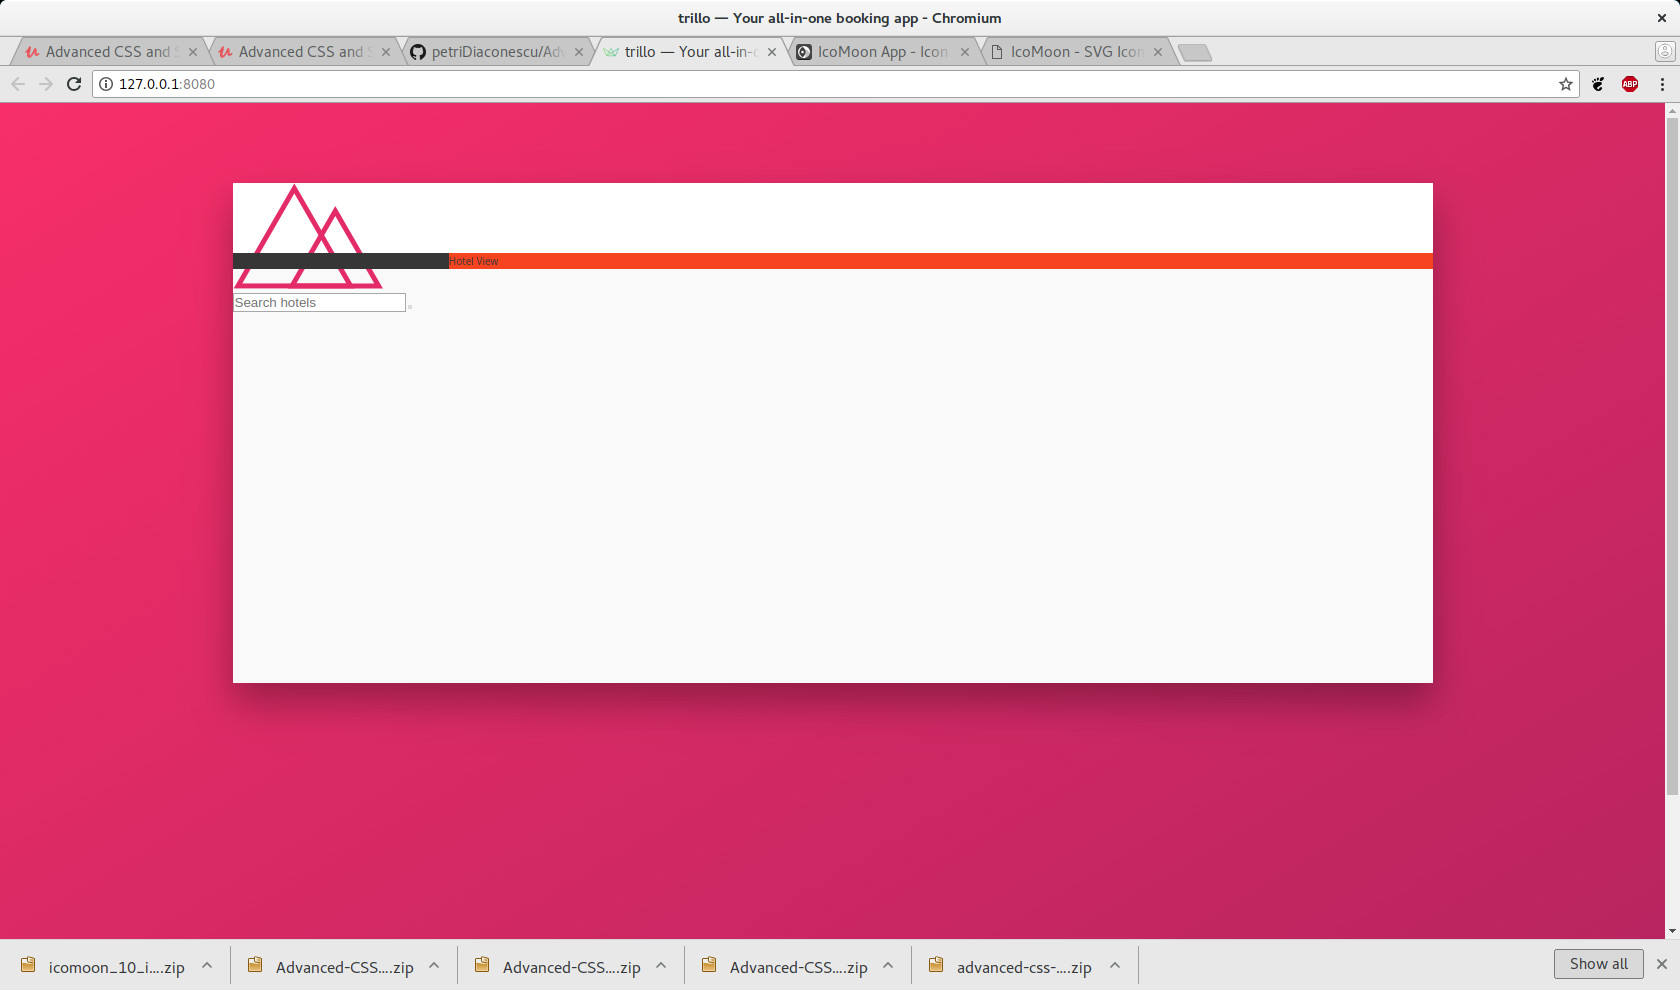 trillo — Your all-in-one booking app - Chromium
Advanced CSS and S
Advanced CSS and S
petriDiaconescu/Adv
trillo — Your all-in-o
IcoMoon App - Icon
IcoMoon - SVG Icon
127.0.0.1:8080
ABP
Hotel View
Search hotels
icomoon_10_i....zip
Advanced-CSS....zip
Advanced-CSS....zip
Advanced-CSS....zip
advanced-css-....zip
Show all